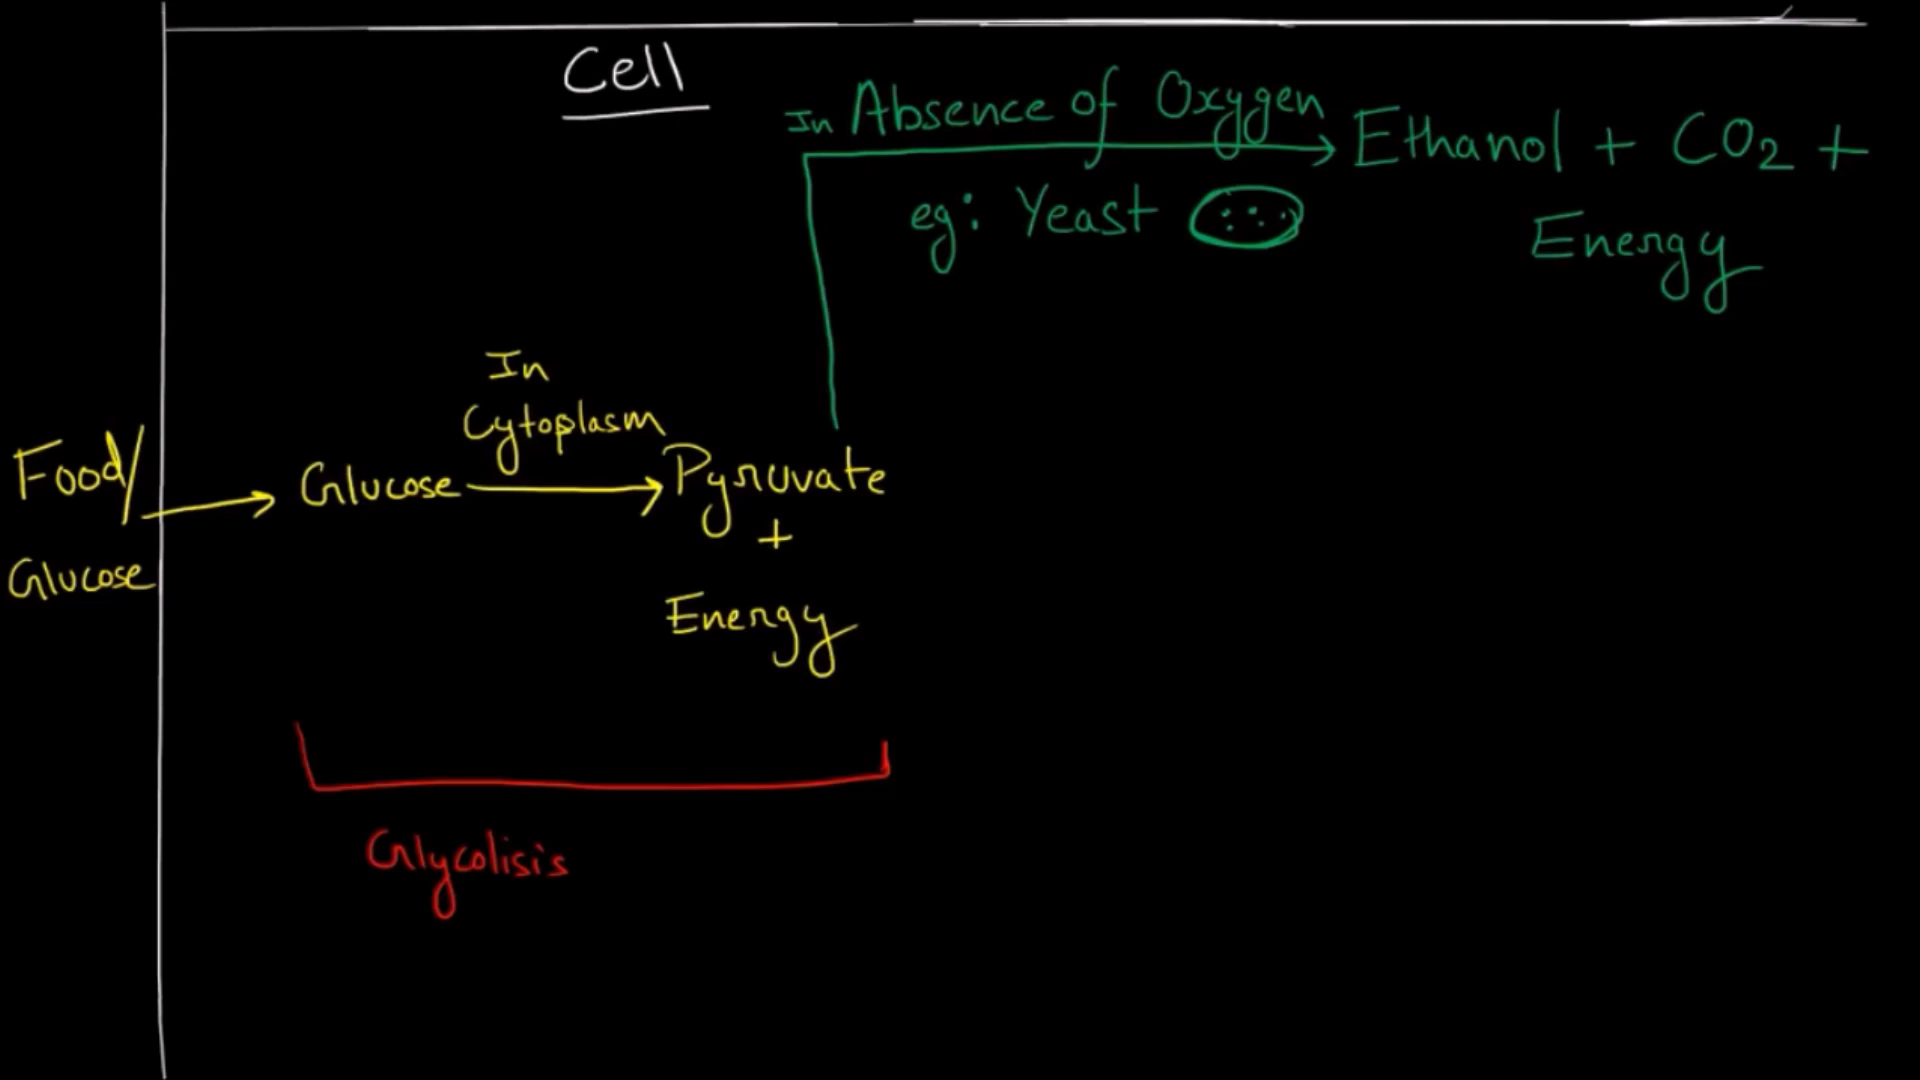 Cell
In Absence of Oxygen
Ethanol + CO2 +
Energy
eg: Yeast
In
Cytoplasm
Food/
Glucose
Glucose
Pyruvate
+
Energy
Glycolisis